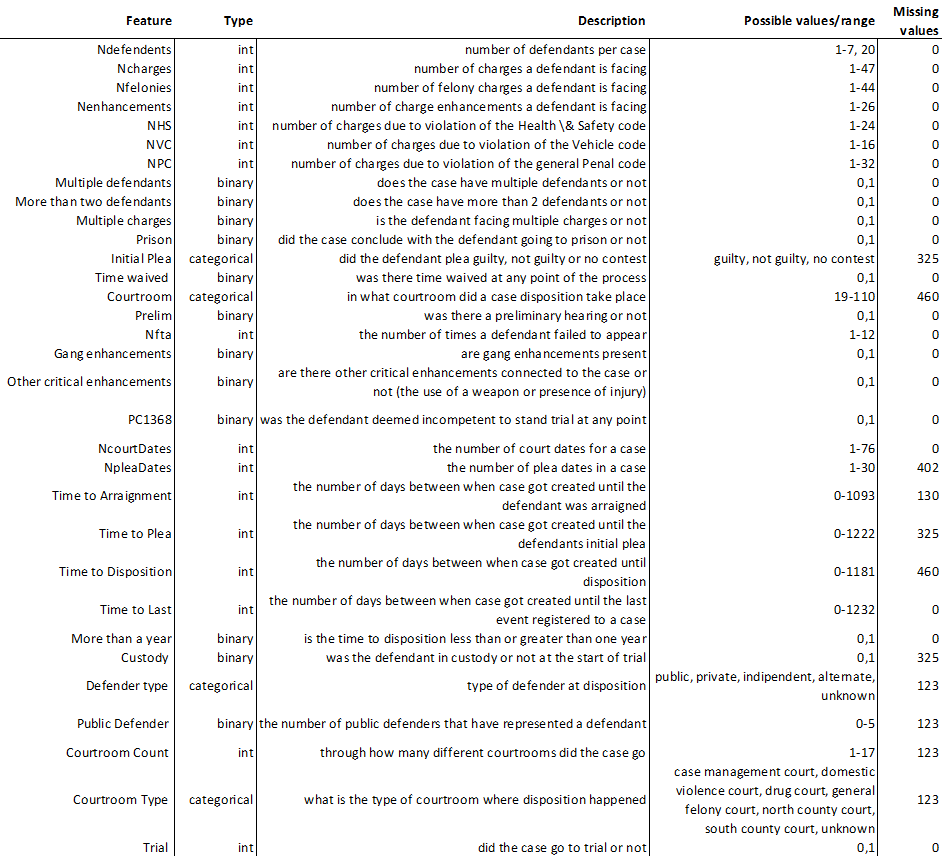 Feature Type Description Possible values/range Missing values
Ndefendents int number of defendants per case 1-7, 20 0
Ncharges int number of charges a defendant is facing 1-47 0
Nfelonies int number of felony charges a defendant is facing 1-44 0
Nenhancements int number of charge enhancements a defendant is facing 1-26 0
NHS int number of charges due to violation of the Health \& Safety code 1-24 0
NVC int number of charges due to violation of the Vehicle code 1-16 0
NPC int number of charges due to violation of the general Penal code 1-32 0
Multiple defendants binary does the case have multiple defendants or not 0,1 0
More than two defendants binary does the case have more than 2 defendants or not 0,1 0
Multiple charges binary is the defendant facing multiple charges or not 0,1 0
Prison binary did the case conclude with the defendant going to prison or not 0,1 0
Initial Plea categorical did the defendant plea guilty, not guilty or no contest guilty, not guilty, no contest 325
Time waived binary was there time waived at any point of the process 0,1 0
Courtroom categorical in what courtroom did a case disposition take place 19-110 460
Prelim binary was there a preliminary hearing or not 0,1 0
Nfta int the number of times a defendant failed to appear 1-12 0
Gang enhancements binary are gang enhancements present 0,1 0
Other critical enhancements binary are there other critical enhancements connected to the case or
not (the use of a weapon or presence of injury) 0,1 0
PC1368 binary was the defendant deemed incompetent to stand trial at any point 0,1 0
NcourtDates int the number of court dates for a case 1-76 0
NpleaDates int the number of plea dates in a case 1-30 402
Time to Arraignment int the number of days between when case got created until the
defendant was arraigned 0-1093 130
Time to Plea int the number of days between when case got created until the
defendants initial plea 0-1222 325
Time to Disposition int the number of days between when case got created until
disposition 0-1181 460
Time to Last int the number of days between when case got created until the last
event registered to a case 0-1232 0
More than a year binary is the time to disposition less than or greater than one year 0,1 0
Custody binary was the defendant in custody or not at the start of trial 0,1 325
Defender type categorical type of defender at disposition public, private, indipendent, alternate,
unknown 123
Public Defender binary the number of public defenders that have represented a defendant 0-5 123
Courtroom Count int through how many different courtrooms did the case go 1-17 123
Courtroom Type categorical what is the type of courtroom where disposition happened case management court, domestic
violence court, drug court, general
felony court, north county court,
south county court, unknown 123
Trial int did the case go to trial or not 0,1 0